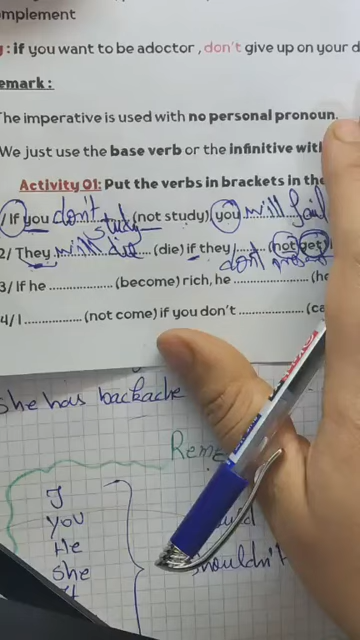 omplement
: if you want to be adoctor , don't give up on your d
emark :
The imperative is used with no personal pronoun.
We just use the base verb or the infinitive with
Activity 01: Put the verbs in brackets in the
/ If you don't study (not study) you will fail
2/ They will die (die) if they ........ (not get)
don't
3/ If he .................. (become) rich, he ..................... (he
4/ I .................. (not come) if you don't .................. (ca
She has backache
Reme
I
you
He
she
shouldn't